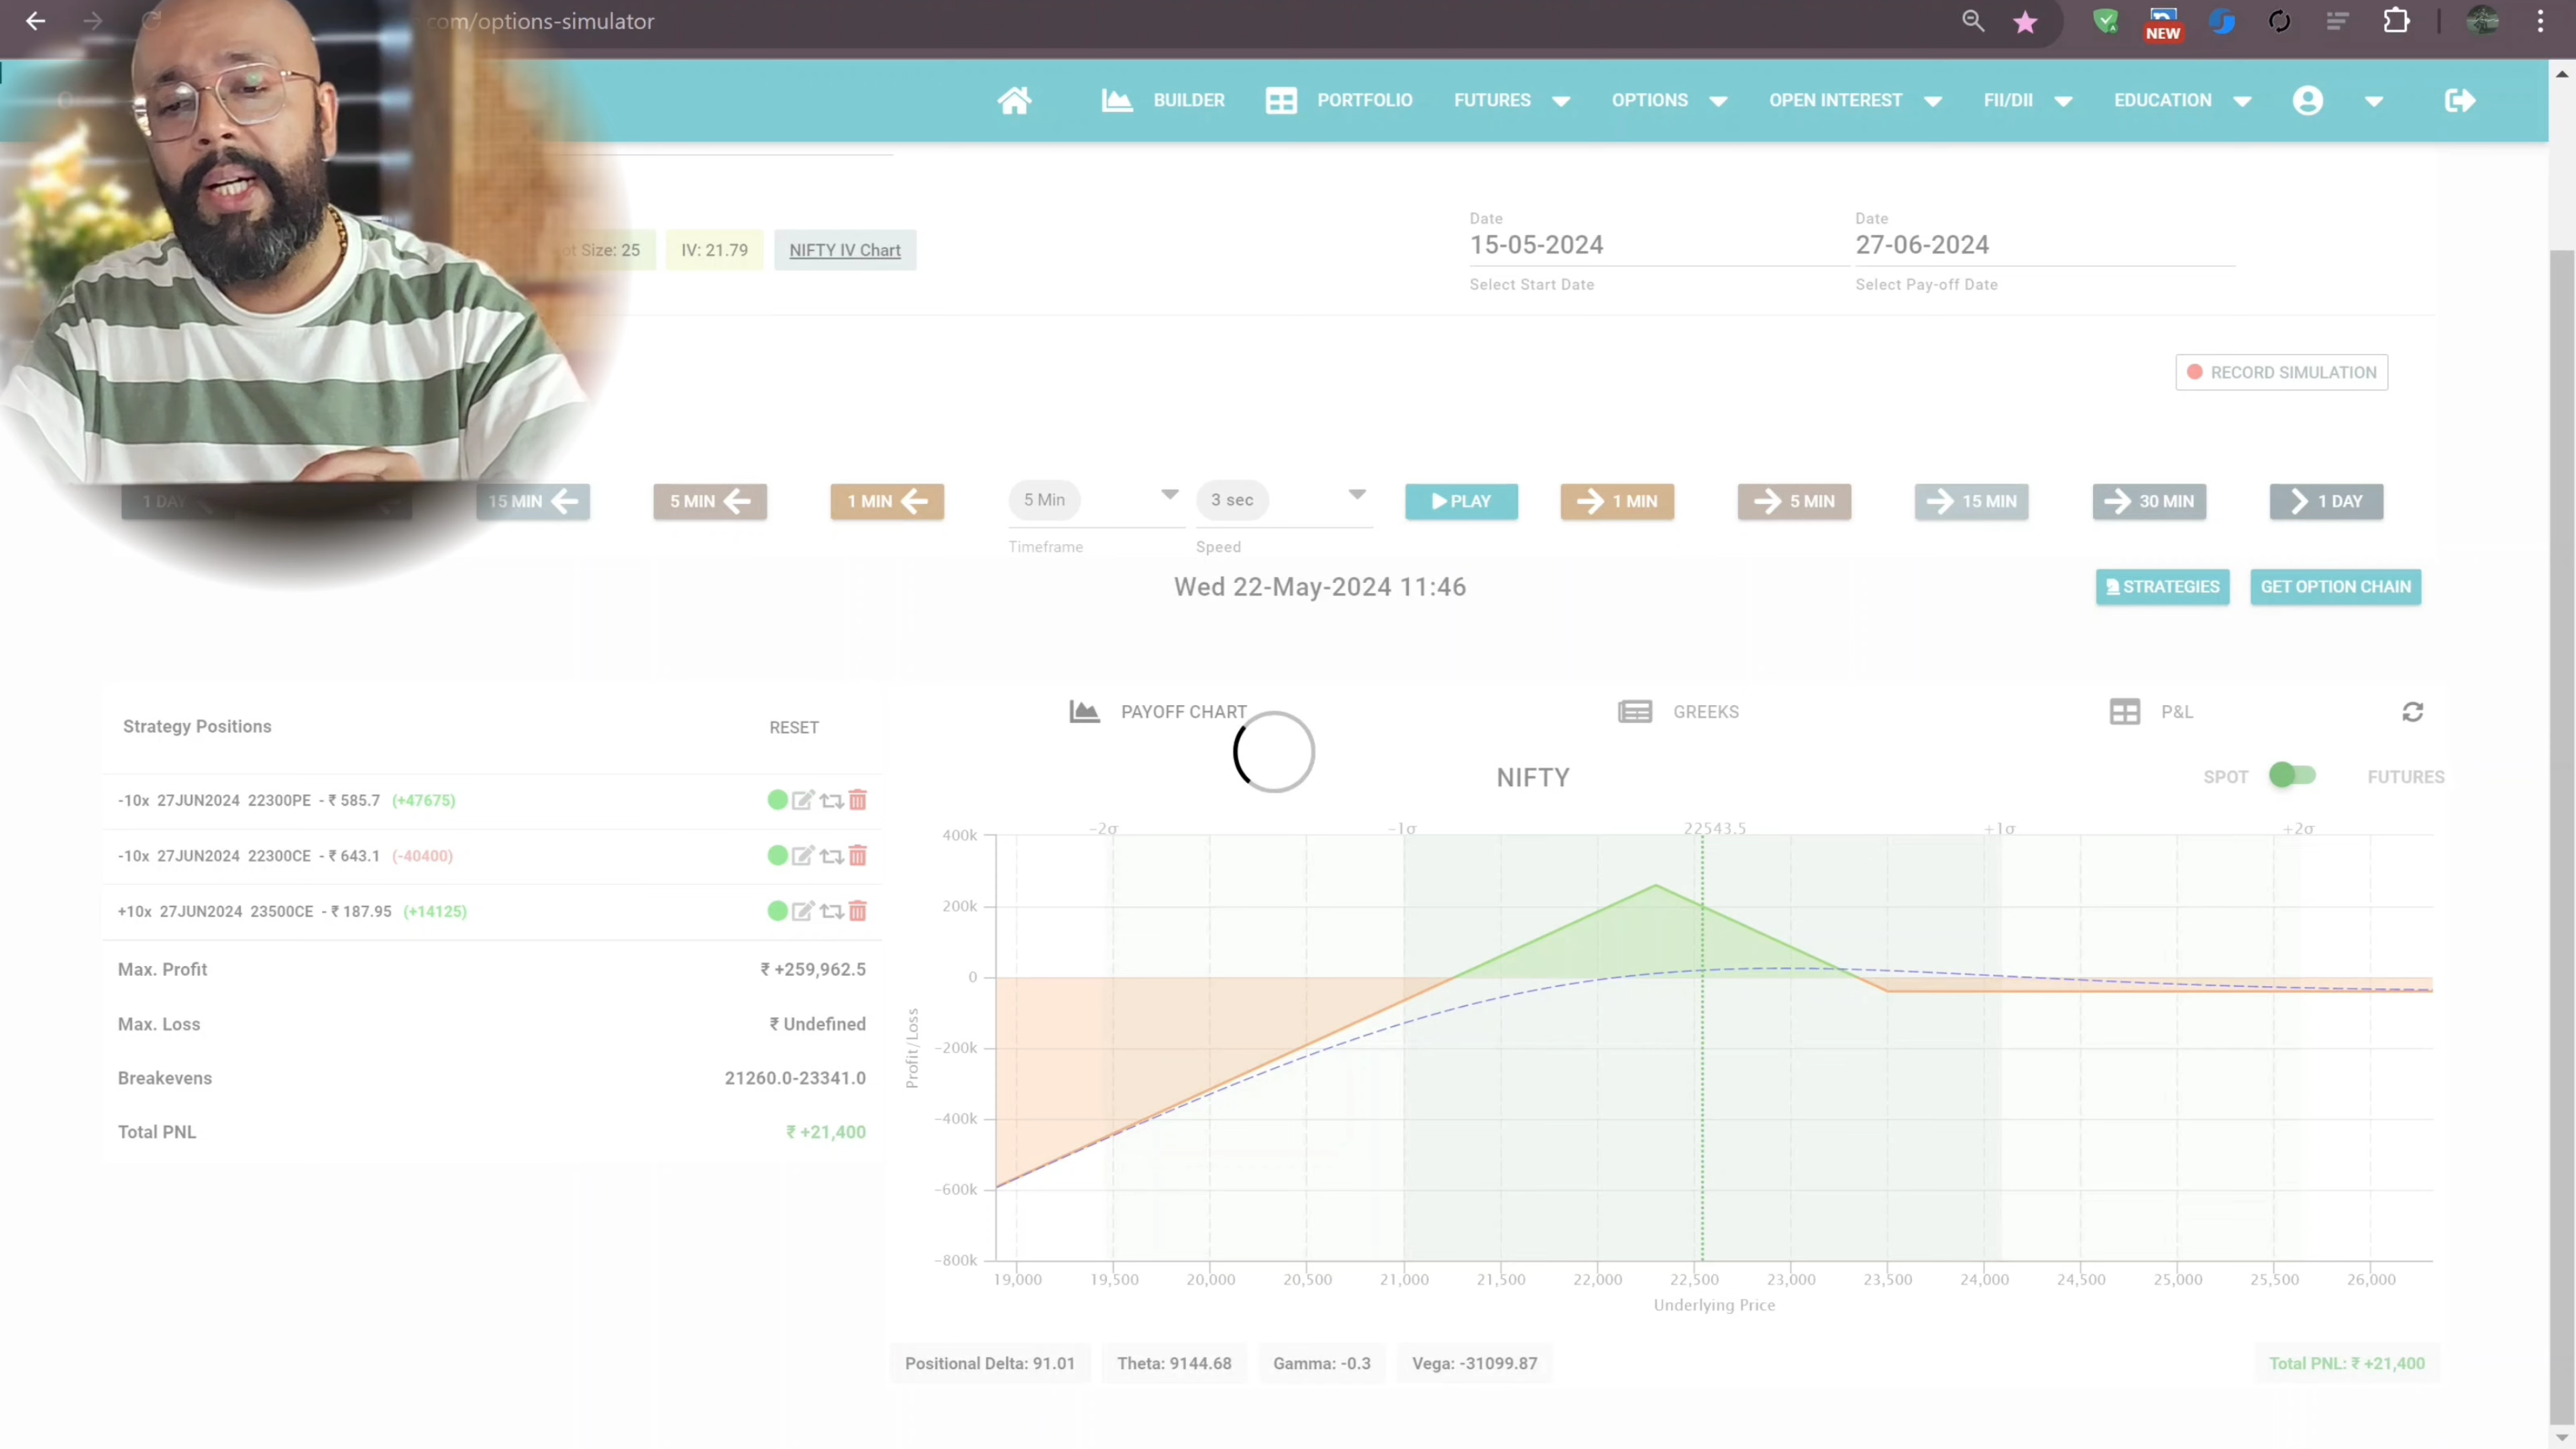 com/options-simulator
NEW
BUILDER PORTFOLIO FUTURES OPTIONS OPEN INTEREST FII/DII EDUCATION
Size: 25 IV: 21.79 NIFTY IV Chart
Date
15-05-2024
Select Start Date
Date
27-06-2024
Select Pay-off Date
RECORD SIMULATION
1 DAY 15 MIN 5 MIN 1 MIN 5 Min 3 sec PLAY 1 MIN 5 MIN 15 MIN 30 MIN 1 DAY
Timeframe Speed
Wed 22-May-2024 11:46
STRATEGIES GET OPTION CHAIN
Strategy Positions RESET
-10x 27JUN2024 22300PE - ₹ 585.7 (+47675)
-10x 27JUN2024 22300CE - ₹ 643.1 (-40400)
+10x 27JUN2024 23500CE - ₹ 187.95 (+14125)
Max. Profit ₹ +259,962.5
Max. Loss ₹ Undefined
Breakevens 21260.0-23341.0
Total PNL ₹ +21,400
PAYOFF CHART GREEKS P&L
NIFTY
SPOT FUTURES
-2σ -1σ 22543.5 +1σ +2σ
400k
200k
0
-200k
-400k
-600k
-800k
Profit/Loss
19,000 19,500 20,000 20,500 21,000 21,500 22,000 22,500 23,000 23,500 24,000 24,500 25,000 25,500 26,000
Underlying Price
Positional Delta: 91.01 Theta: 9144.68 Gamma: -0.3 Vega: -31099.87 Total PNL: ₹ +21,400